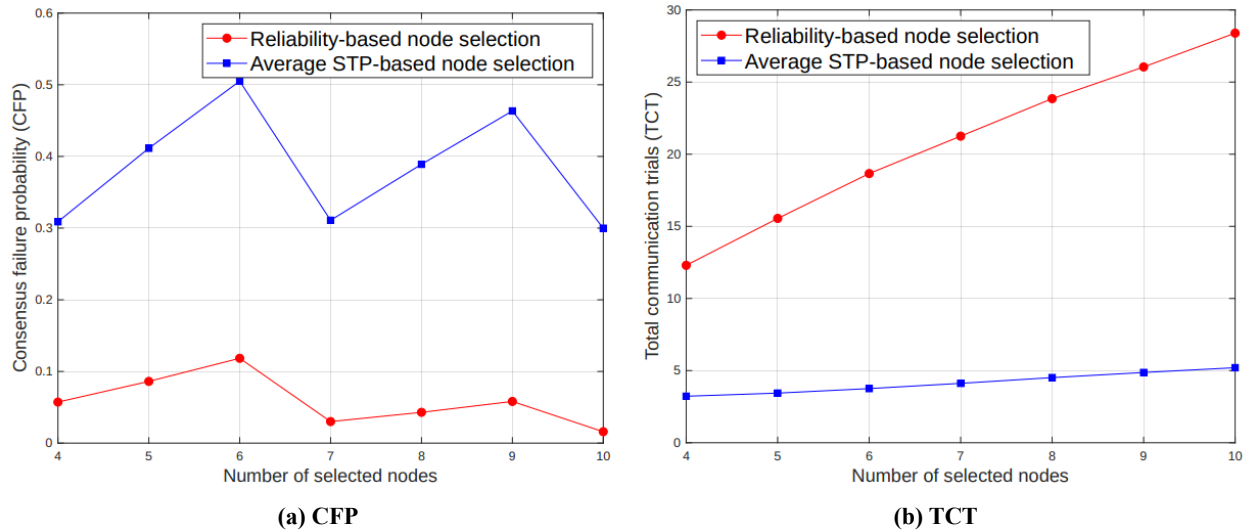 0.6
0.5
0.4
0.3
0.2
0.1
0
Consensus failure probability (CFP)
Reliability-based node selection
Average STP-based node selection
4 5 6 7 8 9 10
Number of selected nodes
(a) CFP
30
25
20
15
10
5
0
Total communication trials (TCT)
Reliability-based node selection
Average STP-based node selection
4 5 6 7 8 9 10
Number of selected nodes
(b) TCT